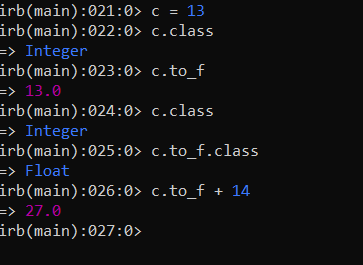 irb(main):021:0> c = 13
irb(main):022:0> c.class
=> Integer
irb(main):023:0> c.to_f
=> 13.0
irb(main):024:0> c.class
=> Integer
irb(main):025:0> c.to_f.class
=> Float
irb(main):026:0> c.to_f + 14
=> 27.0
irb(main):027:0>